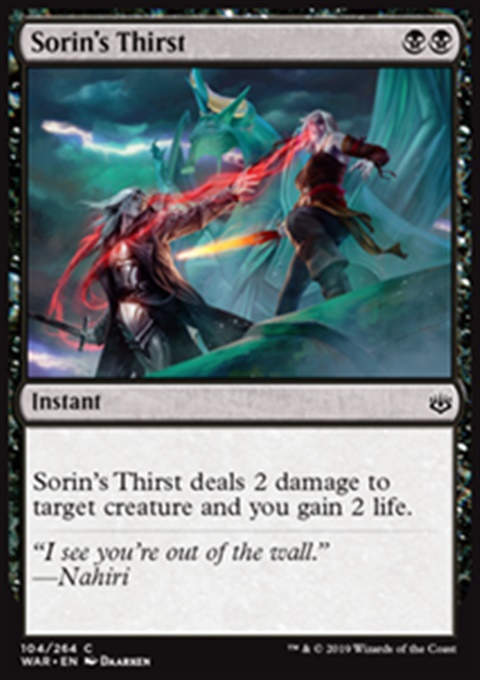 Sorin's Thirst
Instant
Sorin's Thirst deals 2 damage to
target creature and you gain 2 life.
“I see you're out of the wall.”
—Nahiri
104/264 C
WAR • EN Daarken
™ & © 2019 Wizards of the Coast